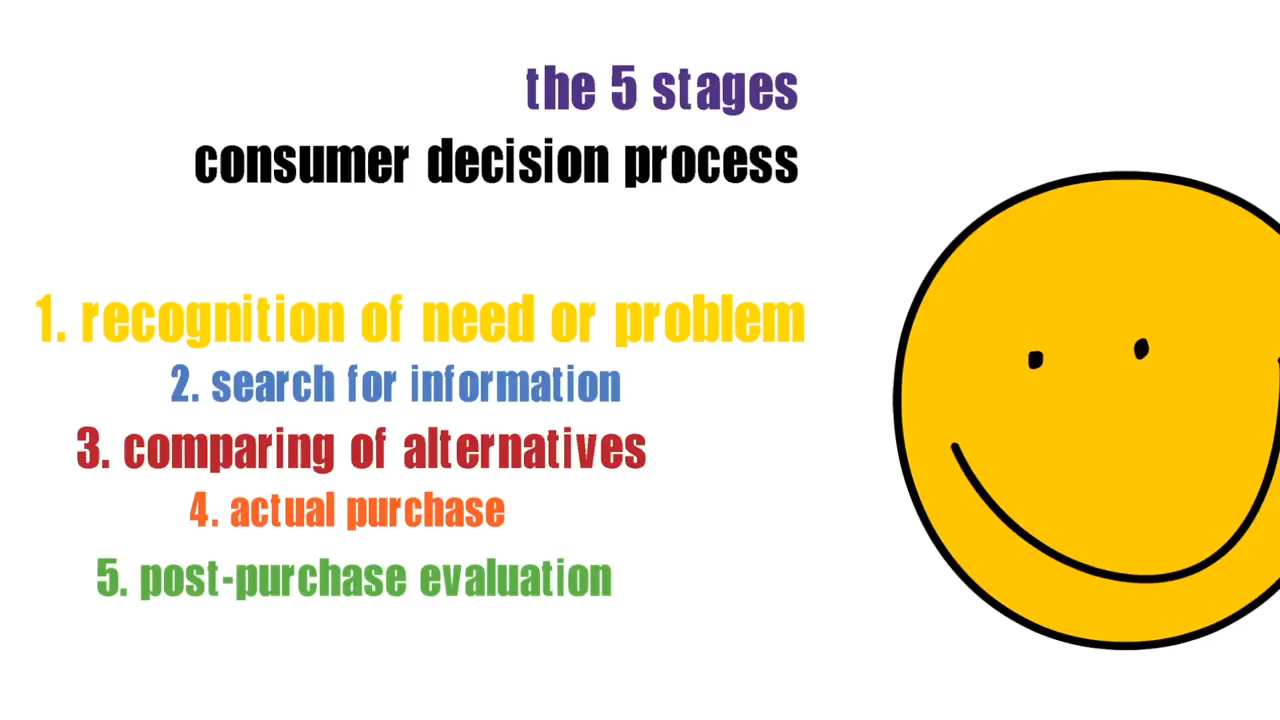 the 5 stages
consumer decision process
1. recognition of need or problem
2. search for information
3. comparing of alternatives
4. actual purchase
5. post-purchase evaluation